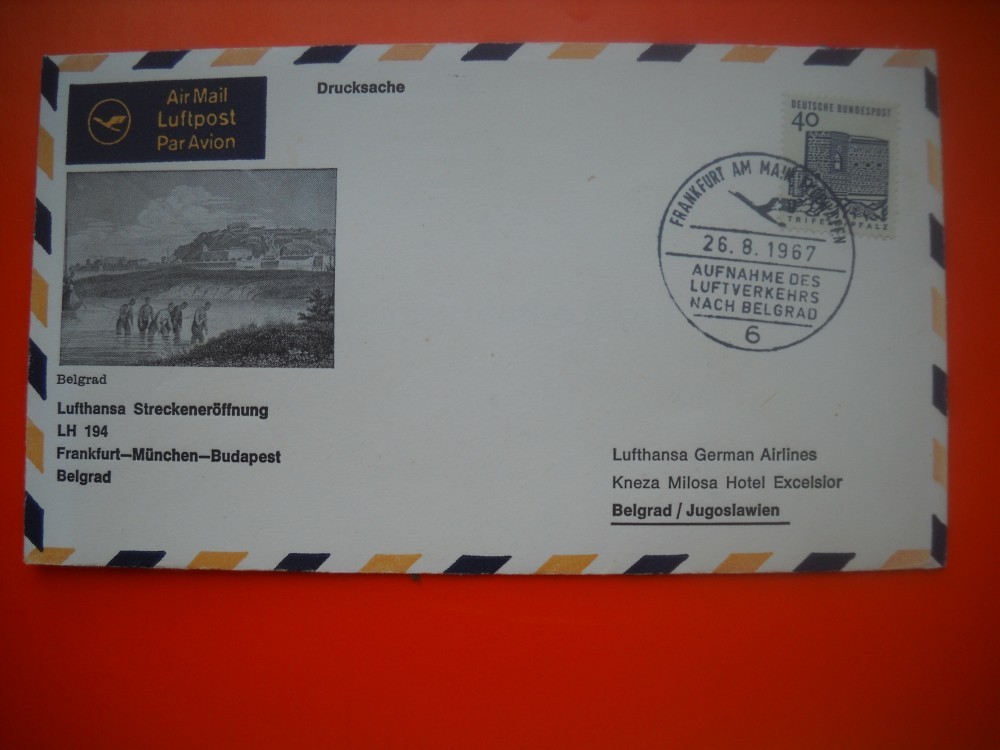 Air Mail
Luftpost
Par Avion
Drucksache
DEUTSCHE BUNDESPOST
40
FRANKFURT AM MAIN
26. 8. 1967
AUFNAHME DES
LUFTVERKEHRS
NACH BELGRAD
6
Belgrad
Lufthansa Streckeneröffnung
LH 194
Frankfurt—München—Budapest
Belgrad
Lufthansa German Airlines
Kneza Milosa Hotel Excelsior
Belgrad / Jugoslawien